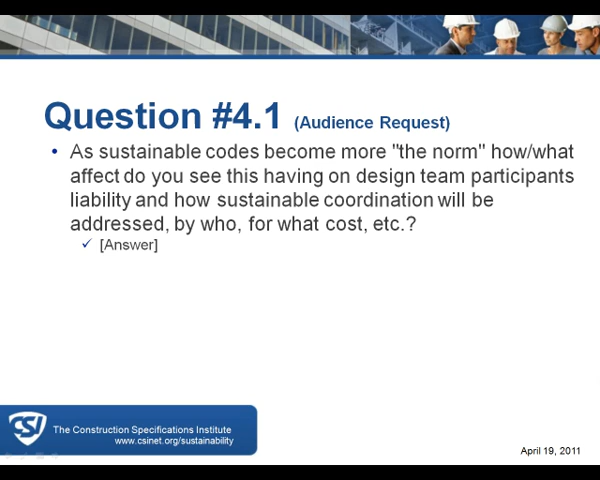 Question #4.1 (Audience Request)
• As sustainable codes become more "the norm" how/what
affect do you see this having on design team participants
liability and how sustainable coordination will be
addressed, by who, for what cost, etc.?
✓ [Answer]
CSI
The Construction Specifications Institute
www.csinet.org/sustainability
April 19, 2011